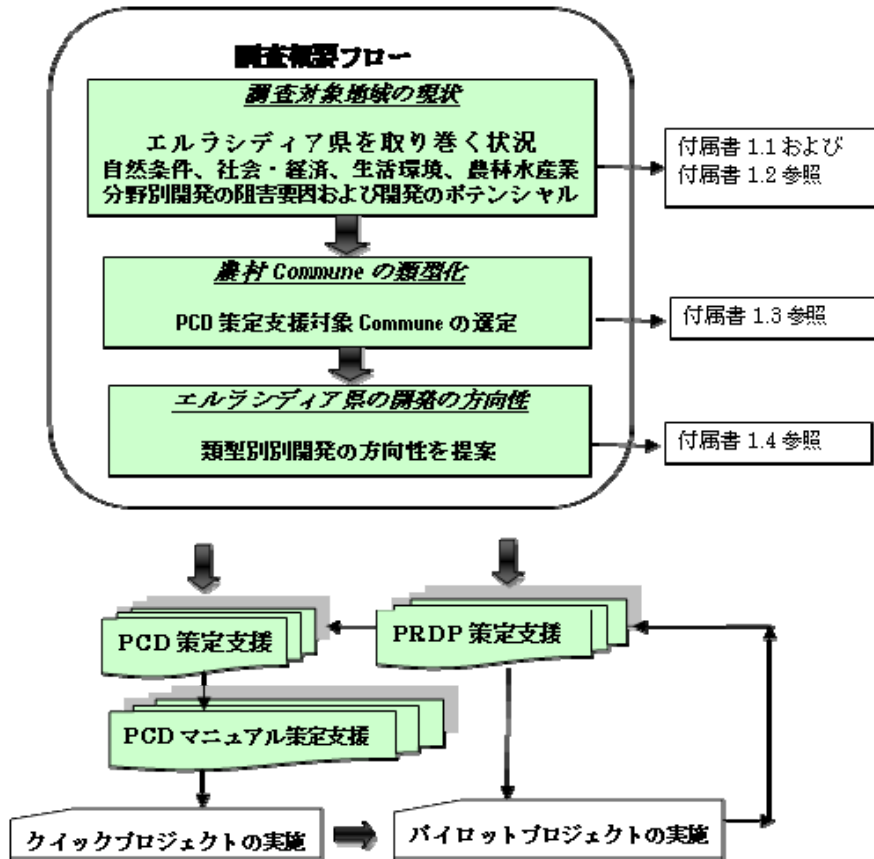 調査概要フロー
調査対象地域の現状
エルラシディア県を取り巻く状況
自然条件、社会・経済、生活環境、農林水産業
分野別開発の阻害要因および開発のポテンシャル
付属書 1.1 および
付属書 1.2 参照
農村 Commune の類型化
PCD 策定支援対象 Commune の選定
付属書 1.3 参照
エルラシディア県の開発の方向性
類型別別開発の方向性を提案
付属書 1.4 参照
PCD 策定支援
PRDP 策定支援
PCD マニュアル策定支援
クイックプロジェクトの実施
パイロットプロジェクトの実施